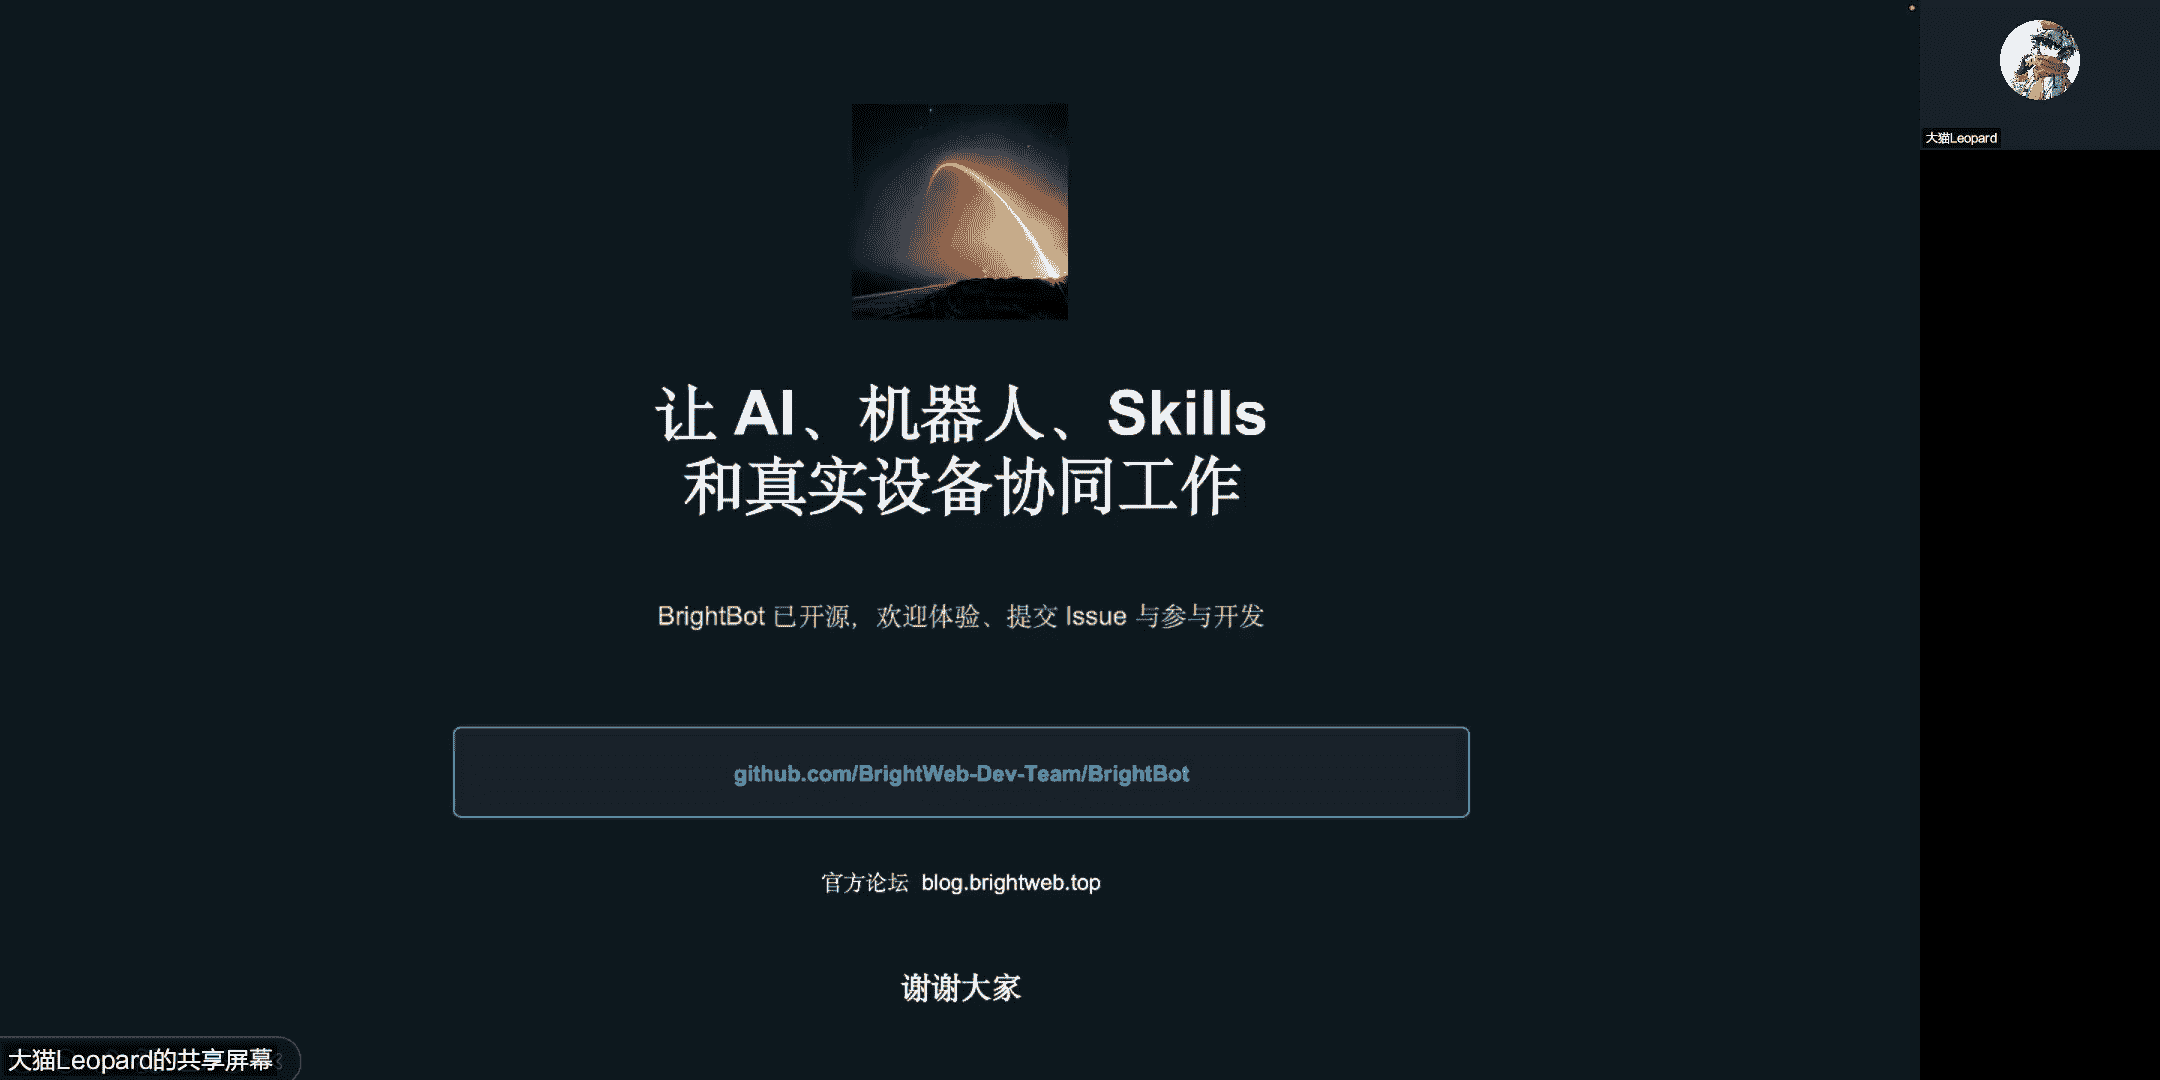 大猫Leopard
让 AI、机器人、Skills
和真实设备协同工作
BrightBot 已开源，欢迎体验、提交 Issue 与参与开发
github.com/BrightWeb-Dev-Team/BrightBot
官方论坛 blog.brightweb.top
谢谢大家
大猫Leopard的共享屏幕